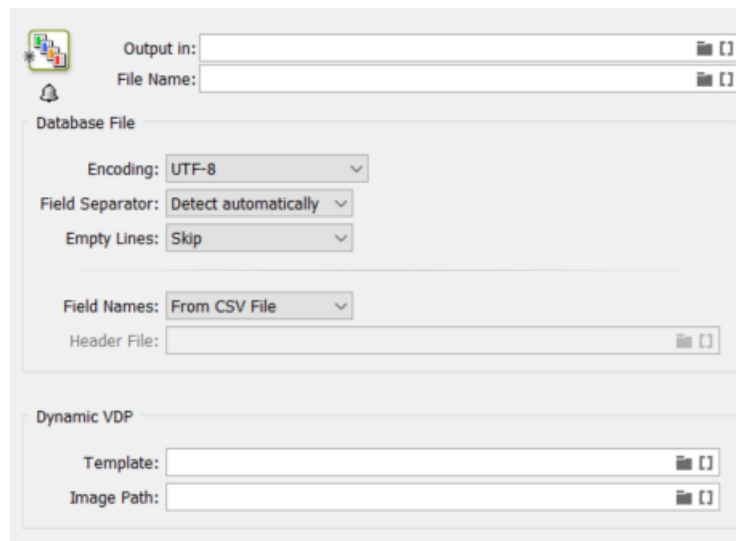 Output in:
File Name:
Database File
Encoding: UTF-8
Field Separator: Detect automatically
Empty Lines: Skip
Field Names: From CSV File
Header File:
Dynamic VDP
Template:
Image Path: